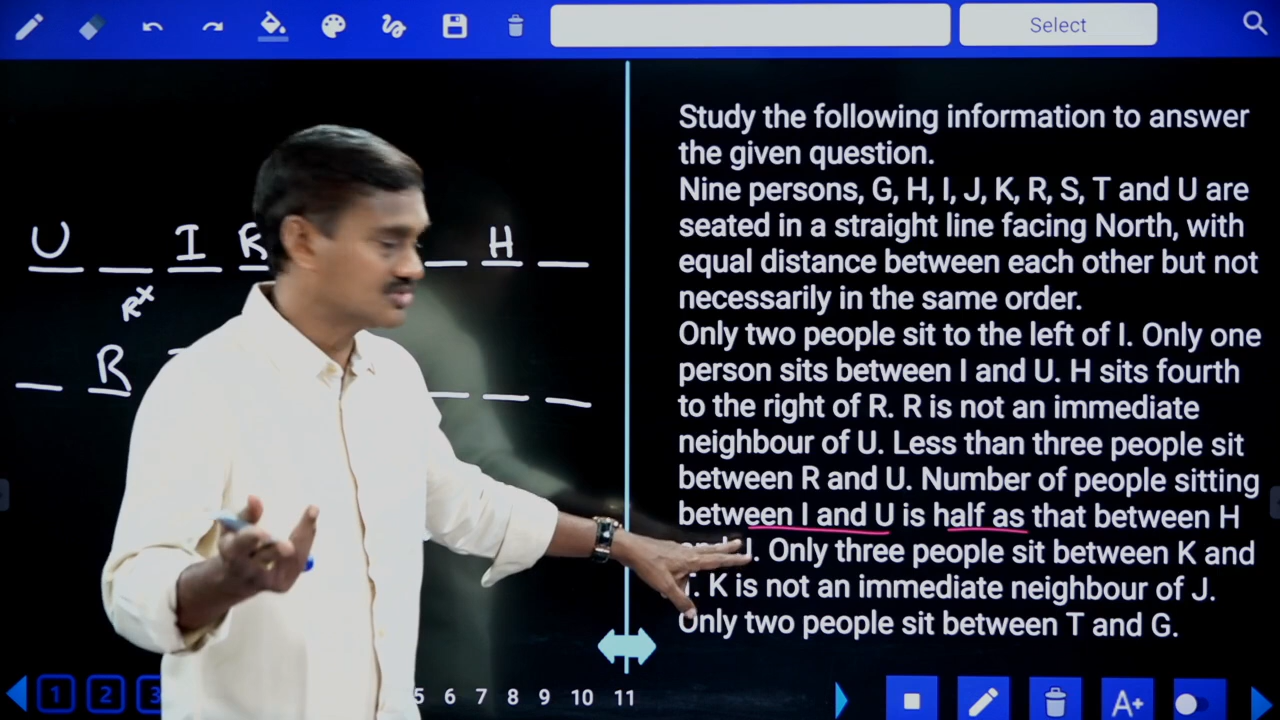 Select
Study the following information to answer
the given question.
Nine persons, G, H, I, J, K, R, S, T and U are
seated in a straight line facing North, with
equal distance between each other but not
necessarily in the same order.
Only two people sit to the left of I. Only one
person sits between I and U. H sits fourth
to the right of R. R is not an immediate
neighbour of U. Less than three people sit
between R and U. Number of people sitting
between I and U is half as that between H
J. Only three people sit between K and
K is not an immediate neighbour of J.
Only two people sit between T and G.
U I R H
R x
R
1 2 3 5 6 7 8 9 10 11
A+